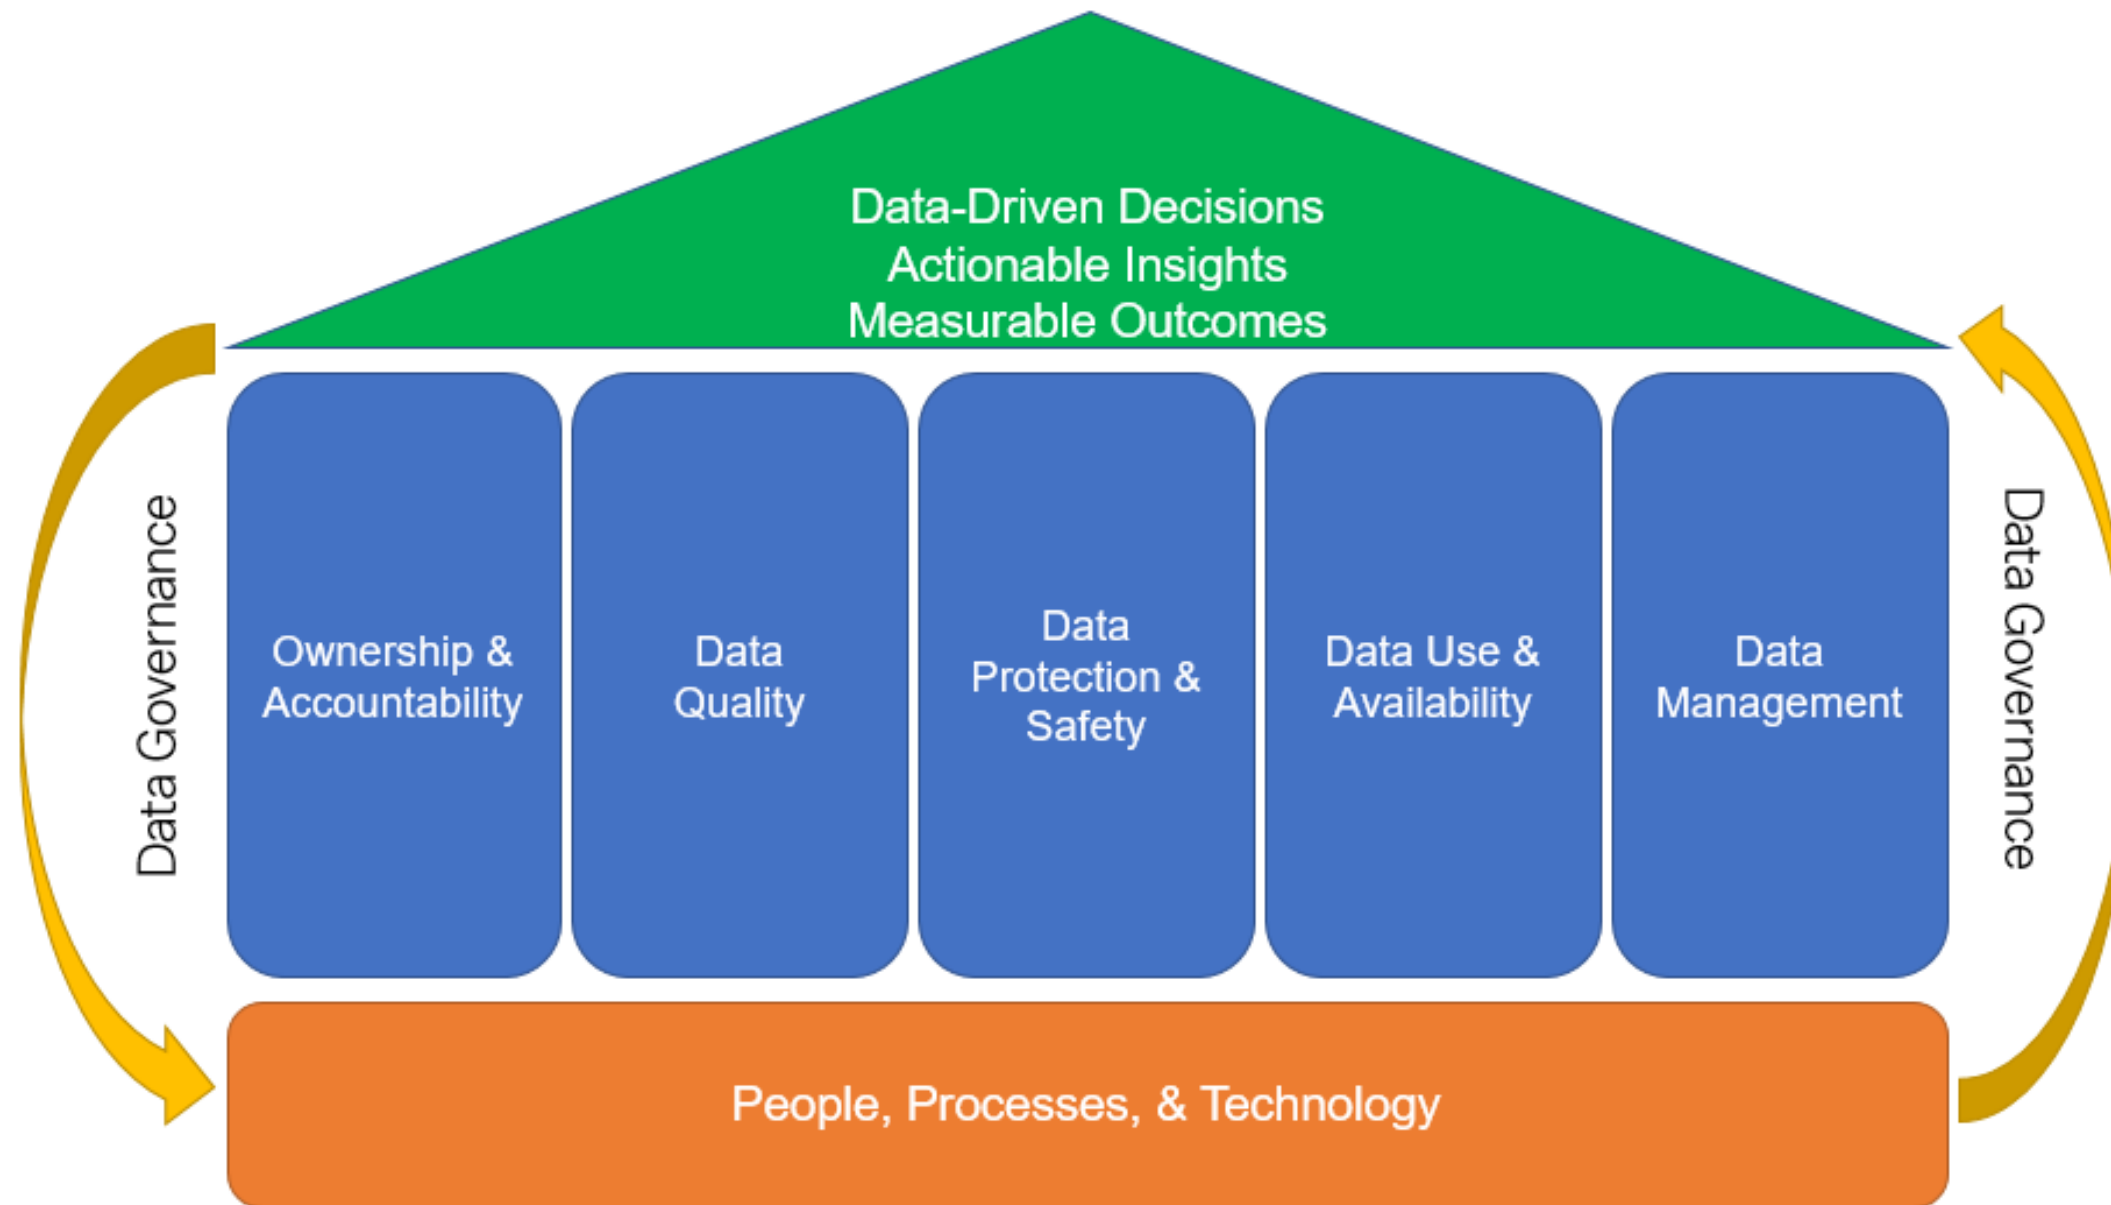 Data-Driven Decisions
Actionable Insights
Measurable Outcomes
Data Governance
Ownership &
Accountability
Data
Quality
Data
Protection &
Safety
Data Use &
Availability
Data
Management
Data Governance
People, Processes, & Technology